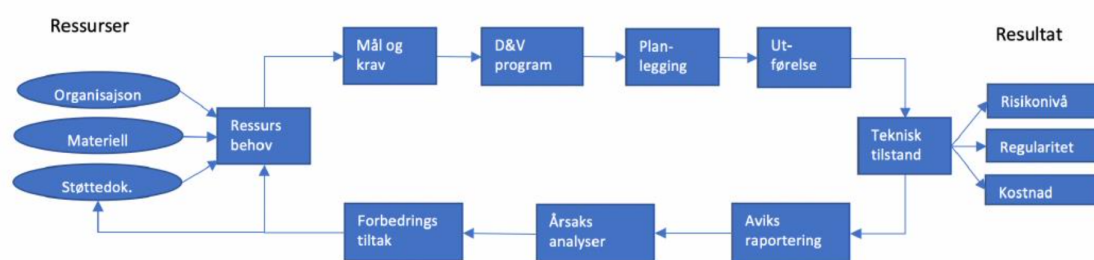 Ressurser
Resultat
Mål og
krav
D&V
program
Plan-
legging
Ut-
førelse
Organisajson
Materiell
Støttedok.
Ressurs
behov
Teknisk
tilstand
Risikonivå
Regularitet
Kostnad
Forbedrings
tiltak
Årsaks
analyser
Aviks
raportering